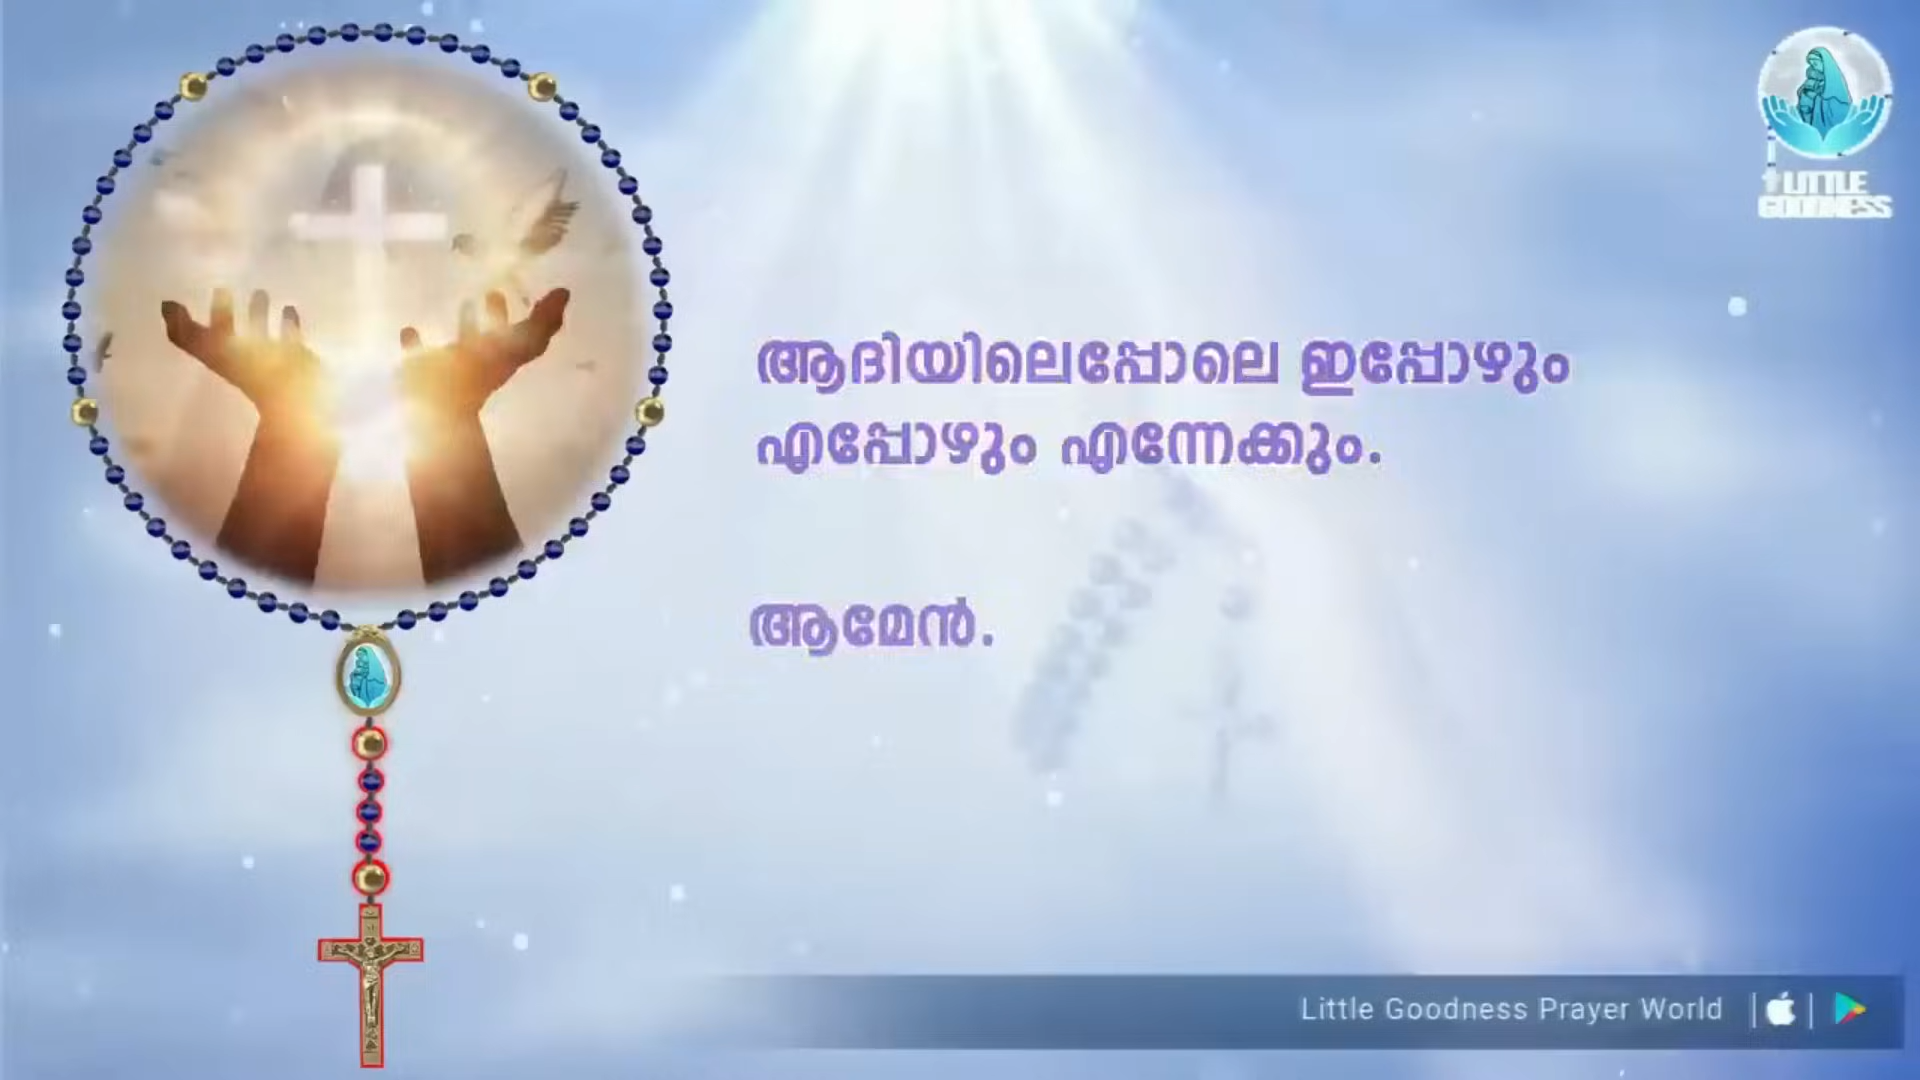 LITTLE
GOODNESS
ആദിയിലെപ്പോലെ ഇപ്പോഴും
എപ്പോഴും എന്നേക്കും.
ആമേൻ.
Little Goodness Prayer World